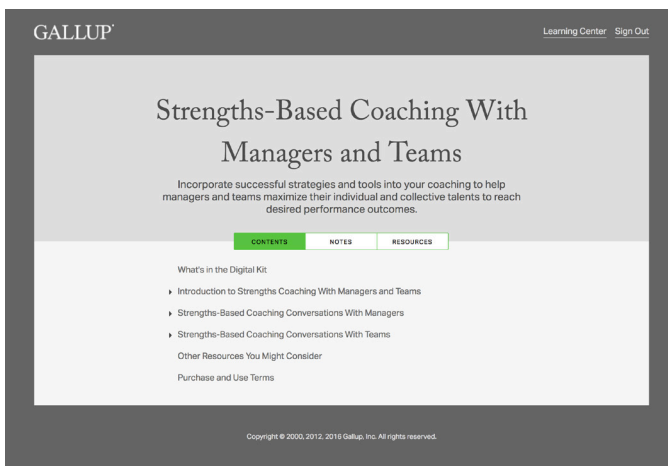 GALLUP®
Learning Center Sign Out
Strengths-Based Coaching With
Managers and Teams
Incorporate successful strategies and tools into your coaching to help
managers and teams maximize their individual and collective talents to reach
desired performance outcomes.
CONTENTS NOTES RESOURCES
What's in the Digital Kit
Introduction to Strengths Coaching With Managers and Teams
Strengths-Based Coaching Conversations With Managers
Strengths-Based Coaching Conversations With Teams
Other Resources You Might Consider
Purchase and Use Terms
Copyright © 2000, 2012, 2016 Gallup, Inc. All rights reserved.